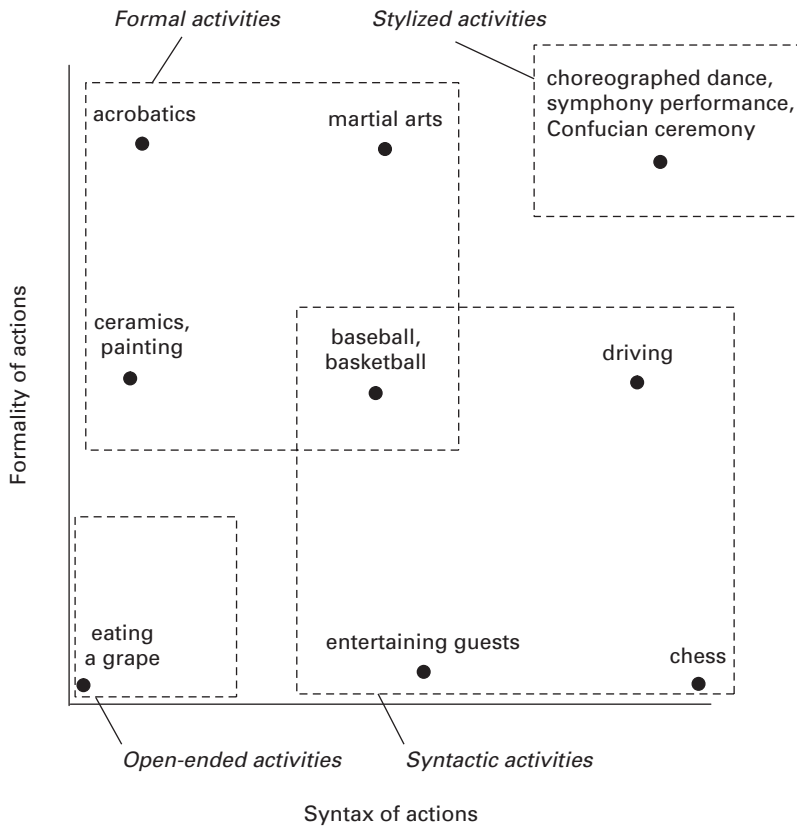 Formal activities
Stylized activities
choreographed dance,
symphony performance,
Confucian ceremony
acrobatics
martial arts
ceramics,
painting
baseball,
basketball
driving
Formality of actions
eating
a grape
entertaining guests
chess
Open-ended activities
Syntactic activities
Syntax of actions